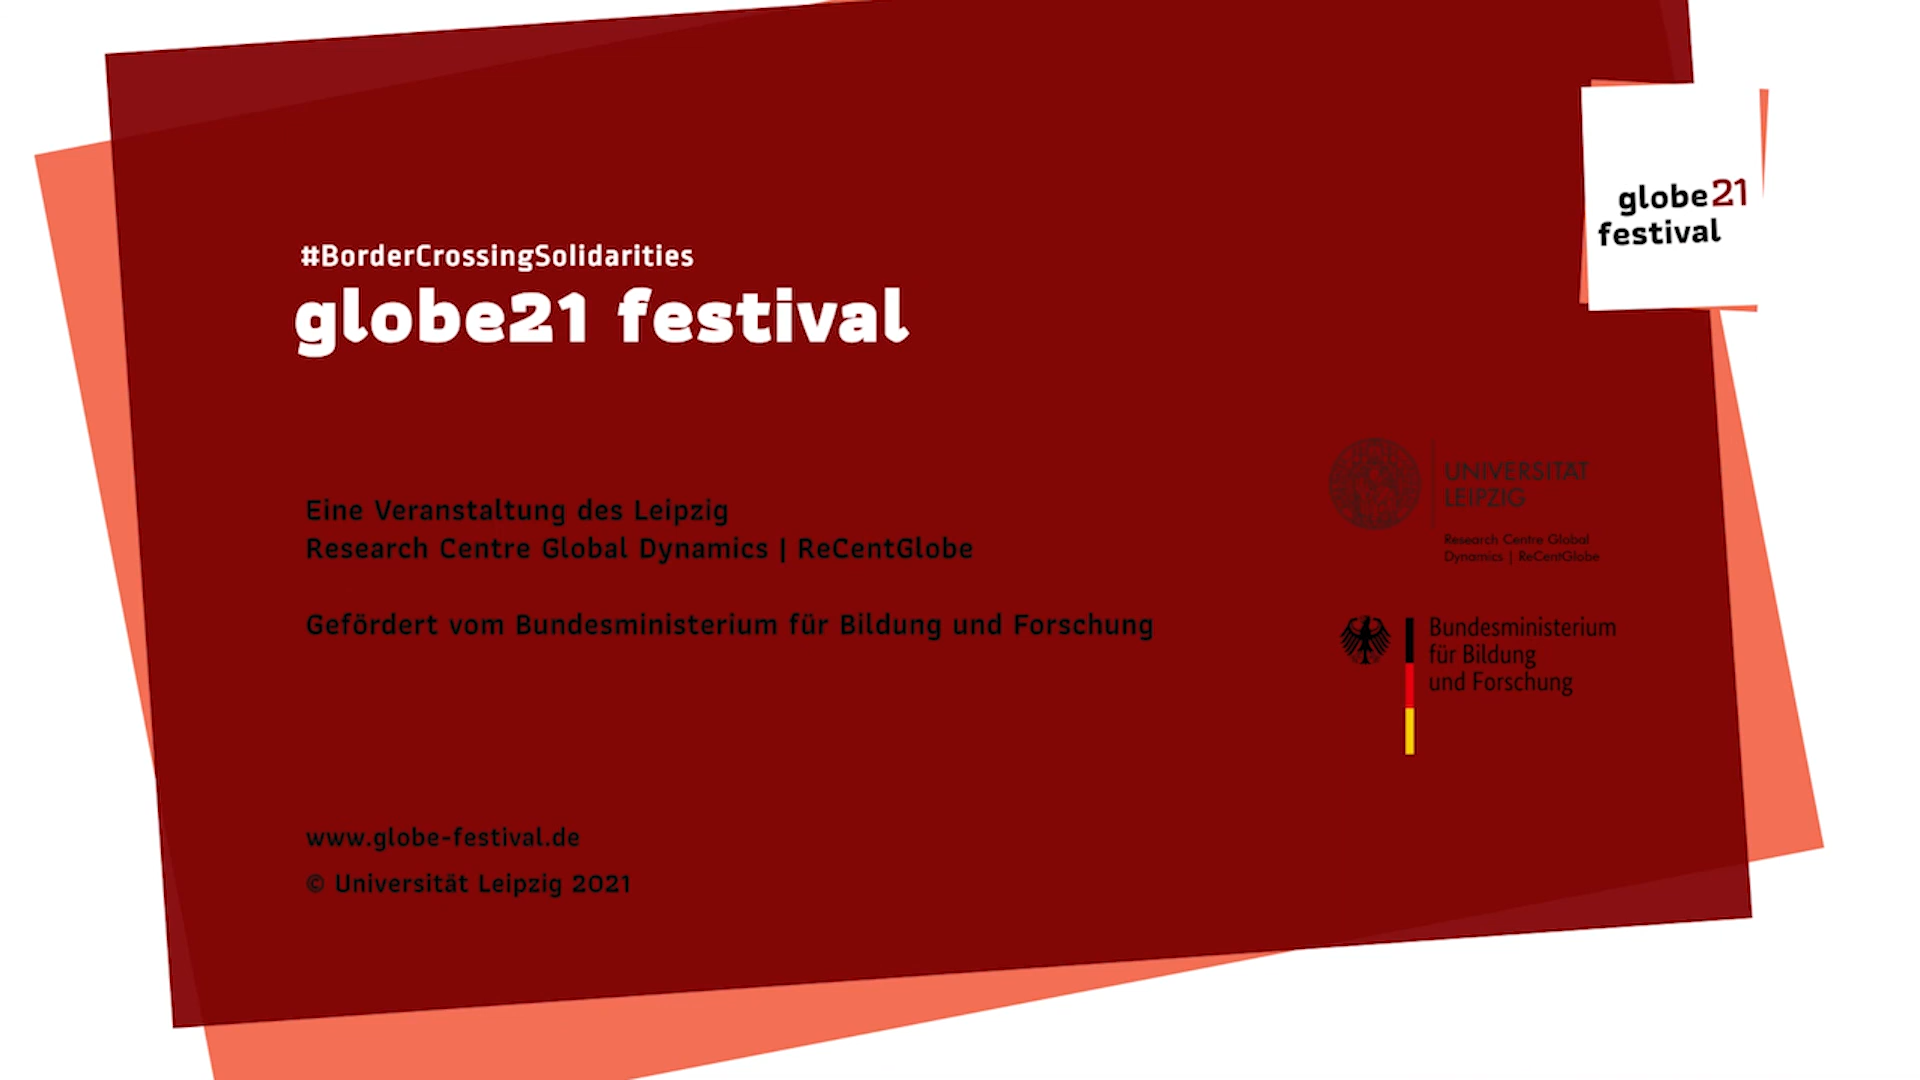 globe21
festival
#BorderCrossingSolidarities
globe21 festival
Eine Veranstaltung des Leipzig
Research Centre Global Dynamics | ReCentGlobe
Gefördert vom Bundesministerium für Bildung und Forschung
UNIVERSITÄT
LEIPZIG
Research Centre Global
Dynamics | ReCentGlobe
Bundesministerium
für Bildung
und Forschung
www.globe-festival.de
© Universität Leipzig 2021